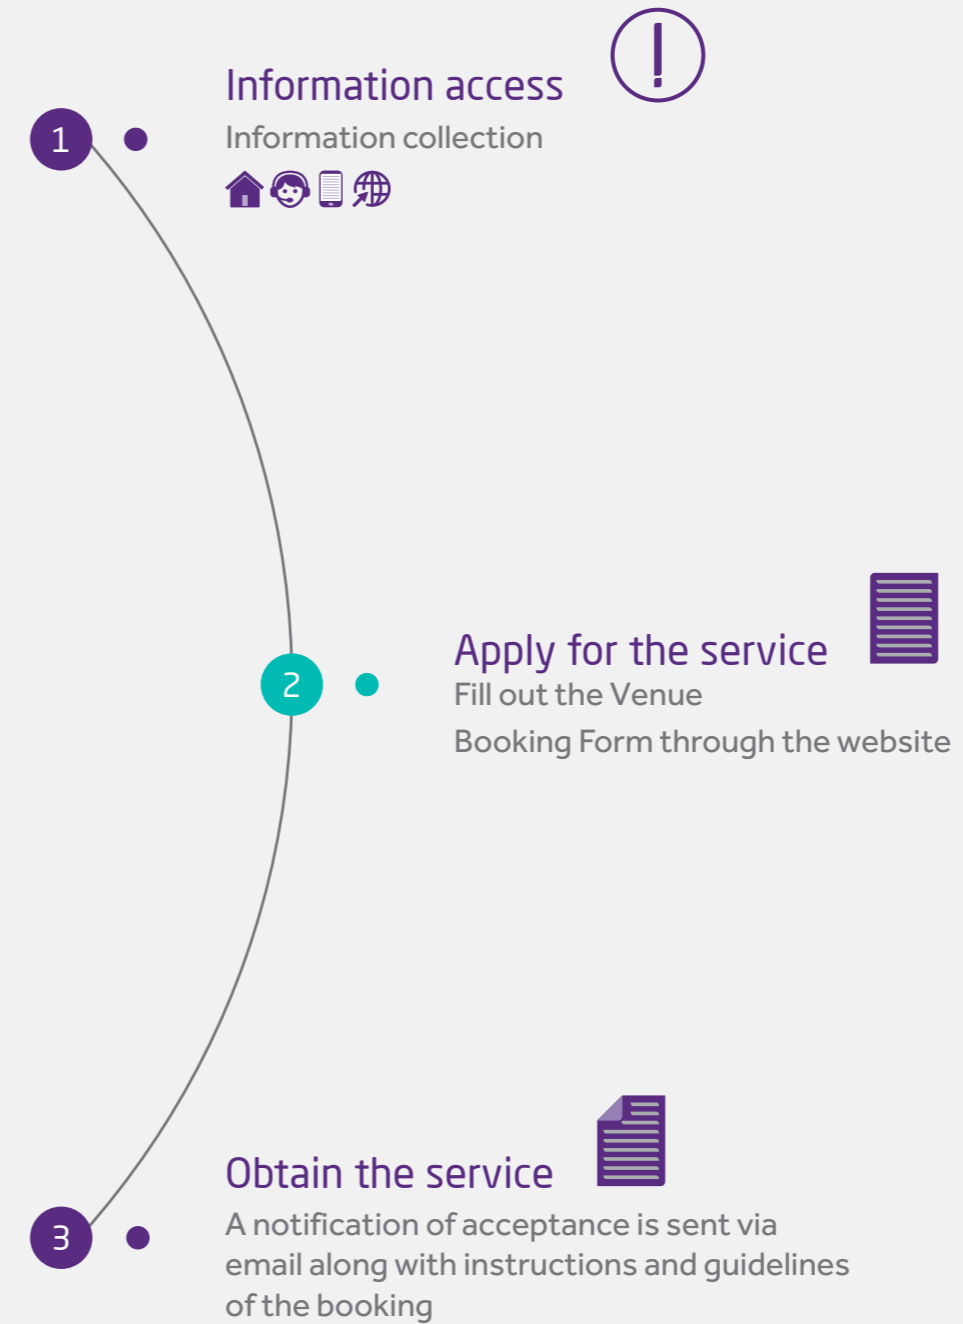 Information access
1
Information collection
Apply for the service
2
Fill out the Venue
Booking Form through the website
Obtain the service
3
A notification of acceptance is sent via
email along with instructions and guidelines
of the booking